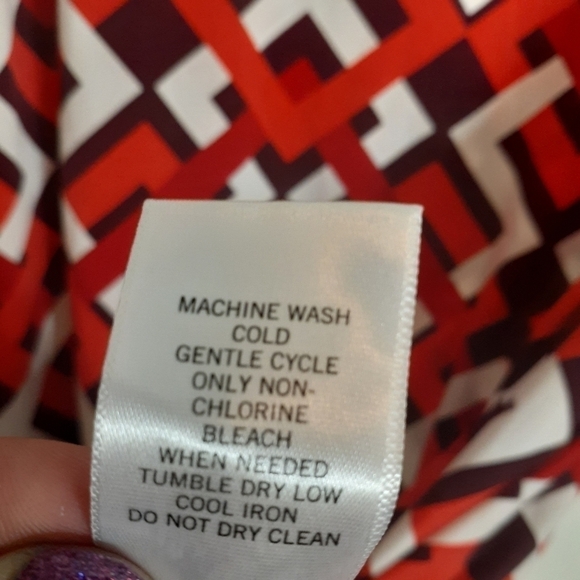 MACHINE WASH
COLD
GENTLE CYCLE
ONLY NON-
CHLORINE
BLEACH
WHEN NEEDED
TUMBLE DRY LOW
COOL IRON
DO NOT DRY CLEAN